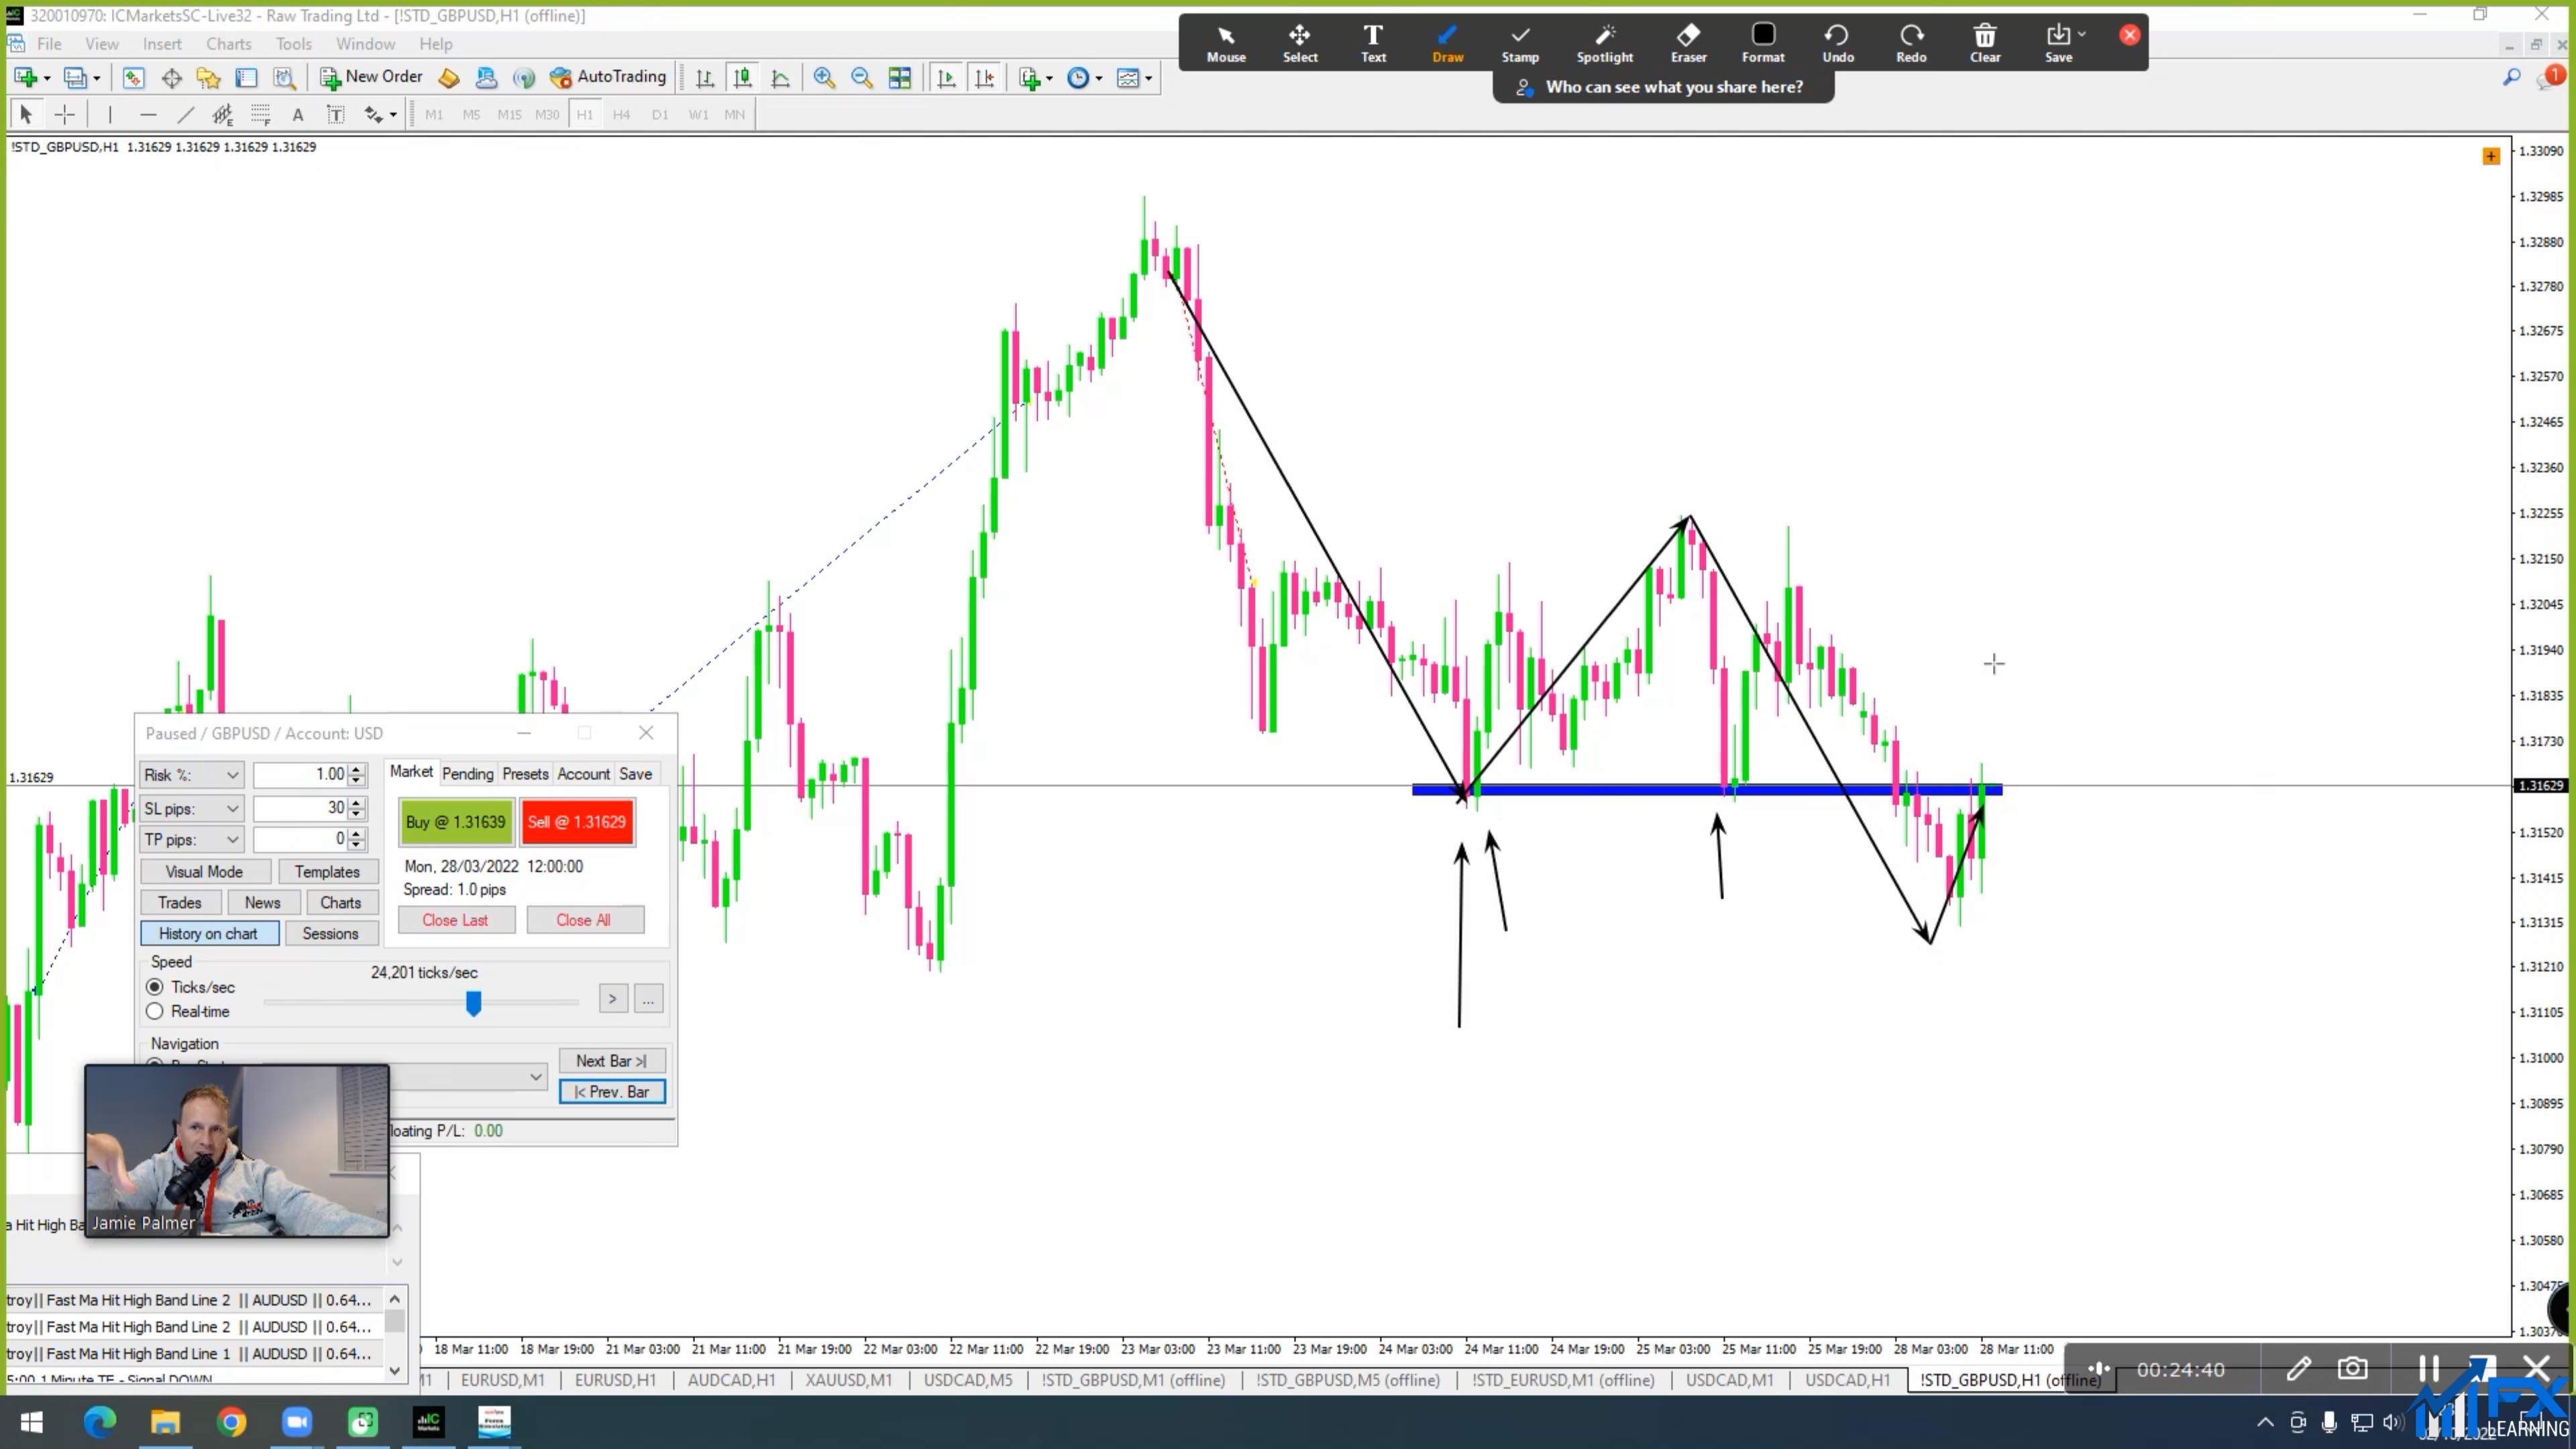 320010970: ICMarketsSC-Live32 - Raw Trading Ltd - [!STD_GBPUSD,H1 (offline)]
File View Insert Charts Tools Window Help
Mouse Select Text Draw Stamp Spotlight Eraser Format Undo Redo Clear Save
Who can see what you share here?
New Order AutoTrading
1
M1 M5 M15 M30 H1 H4 D1 W1 MN
!STD_GBPUSD,H1 1.31629 1.31629 1.31629 1.31629
1.33090
1.32985
1.32880
1.32780
1.32675
1.32570
1.32465
1.32360
1.32255
1.32150
1.32045
1.31940
1.31835
1.31730
1.31629
1.31629
1.31520
1.31415
1.31315
1.31210
1.31105
1.31000
1.30895
1.30790
1.30685
1.30580
1.30475
1.30370
Paused / GBPUSD / Account: USD
Risk %: 1.00
SL pips: 30
TP pips: 0
Visual Mode Templates
Trades News Charts
History on chart Sessions
Market Pending Presets Account Save
Buy @ 1.31639 Sell @ 1.31629
Mon, 28/03/2022 12:00:00
Spread: 1.0 pips
Close Last Close All
Speed
24,201 ticks/sec
Ticks/sec
Real-time
> ...
Navigation
Next Bar >|
|< Prev. Bar
loating P/L: 0.00
Jamie Palmer
a Hit High Ba
troy|| Fast Ma Hit High Band Line 2 || AUDUSD || 0.64...
troy|| Fast Ma Hit High Band Line 2 || AUDUSD || 0.64...
troy|| Fast Ma Hit High Band Line 1 || AUDUSD || 0.64...
5:00 1 Minute TF - Signal DOWN
18 Mar 11:00 18 Mar 19:00 21 Mar 03:00 21 Mar 11:00 21 Mar 19:00 22 Mar 03:00 22 Mar 11:00 22 Mar 19:00 23 Mar 03:00 23 Mar 11:00 23 Mar 19:00 24 Mar 03:00 24 Mar 11:00 24 Mar 19:00 25 Mar 03:00 25 Mar 11:00 25 Mar 19:00 28 Mar 03:00 28 Mar 11:00
EURUSD,M1 EURUSD,H1 AUDCAD,H1 XAUUSD,M1 USDCAD,M5 !STD_GBPUSD,M1 (offline) !STD_GBPUSD,M5 (offline) !STD_EURUSD,M1 (offline) USDCAD,M1 USDCAD,H1 !STD_GBPUSD,H1 (offline)
00:24:40
FX
LEARNING